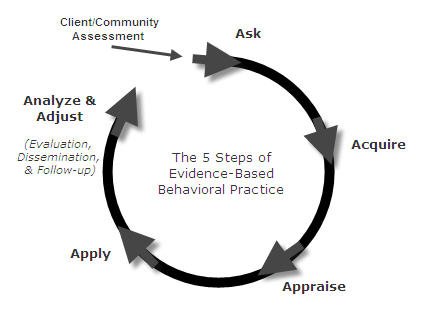 Client/Community
Assessment
Ask
Acquire
Appraise
Apply
Analyze &
Adjust
(Evaluation,
Dissemination,
& Follow-up)
The 5 Steps of
Evidence-Based
Behavioral Practice